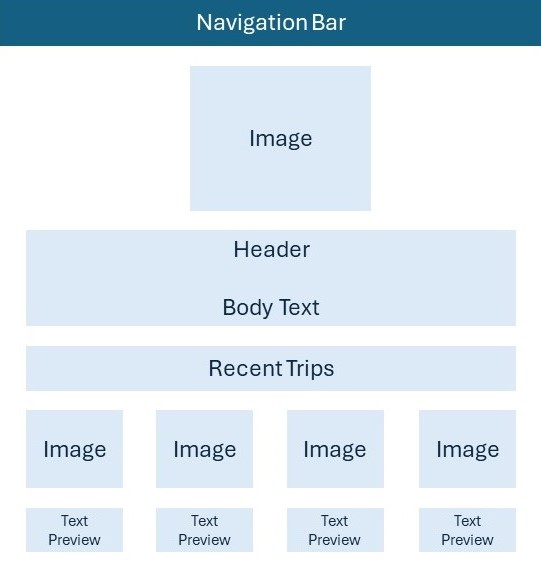 Navigation Bar
Image
Header
Body Text
Recent Trips
Image
Image
Image
Image
Text
Preview
Text
Preview
Text
Preview
Text
Preview